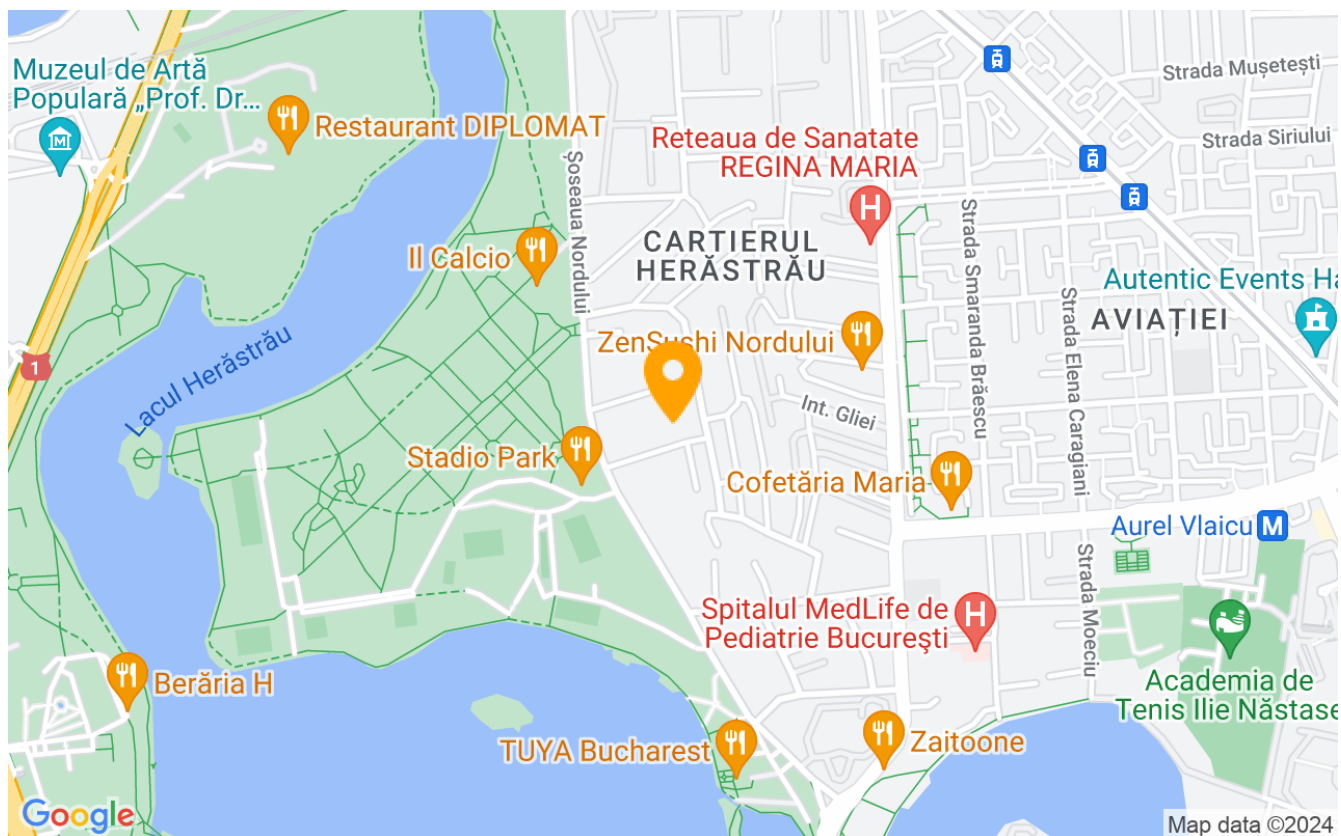 Muzeul de Artă
Populară „Prof. Dr...
Restaurant DIPLOMAT
Șoseaua Nordului
Reteaua de Sanatate
REGINA MARIA
Strada Mușetești
Strada Siriului
CARTIERUL
HERĂSTRĂU
Il Calcio
Strada Smaranda Brăescu
Strada Elena Caragiani
Autentic Events Ha
AVIAȚIEI
ZenSushi Nordului
1
Lacul Herăstrău
Int. Gliei
Stadio Park
Cofetăria Maria
Aurel Vlaicu
M
Strada Moeciu
Spitalul MedLife de
Pediatrie Bucureşti
Berăria H
Academia de
Tenis Ilie Năstase
TUYA Bucharest
Zaitoone
Google
Map data ©2024